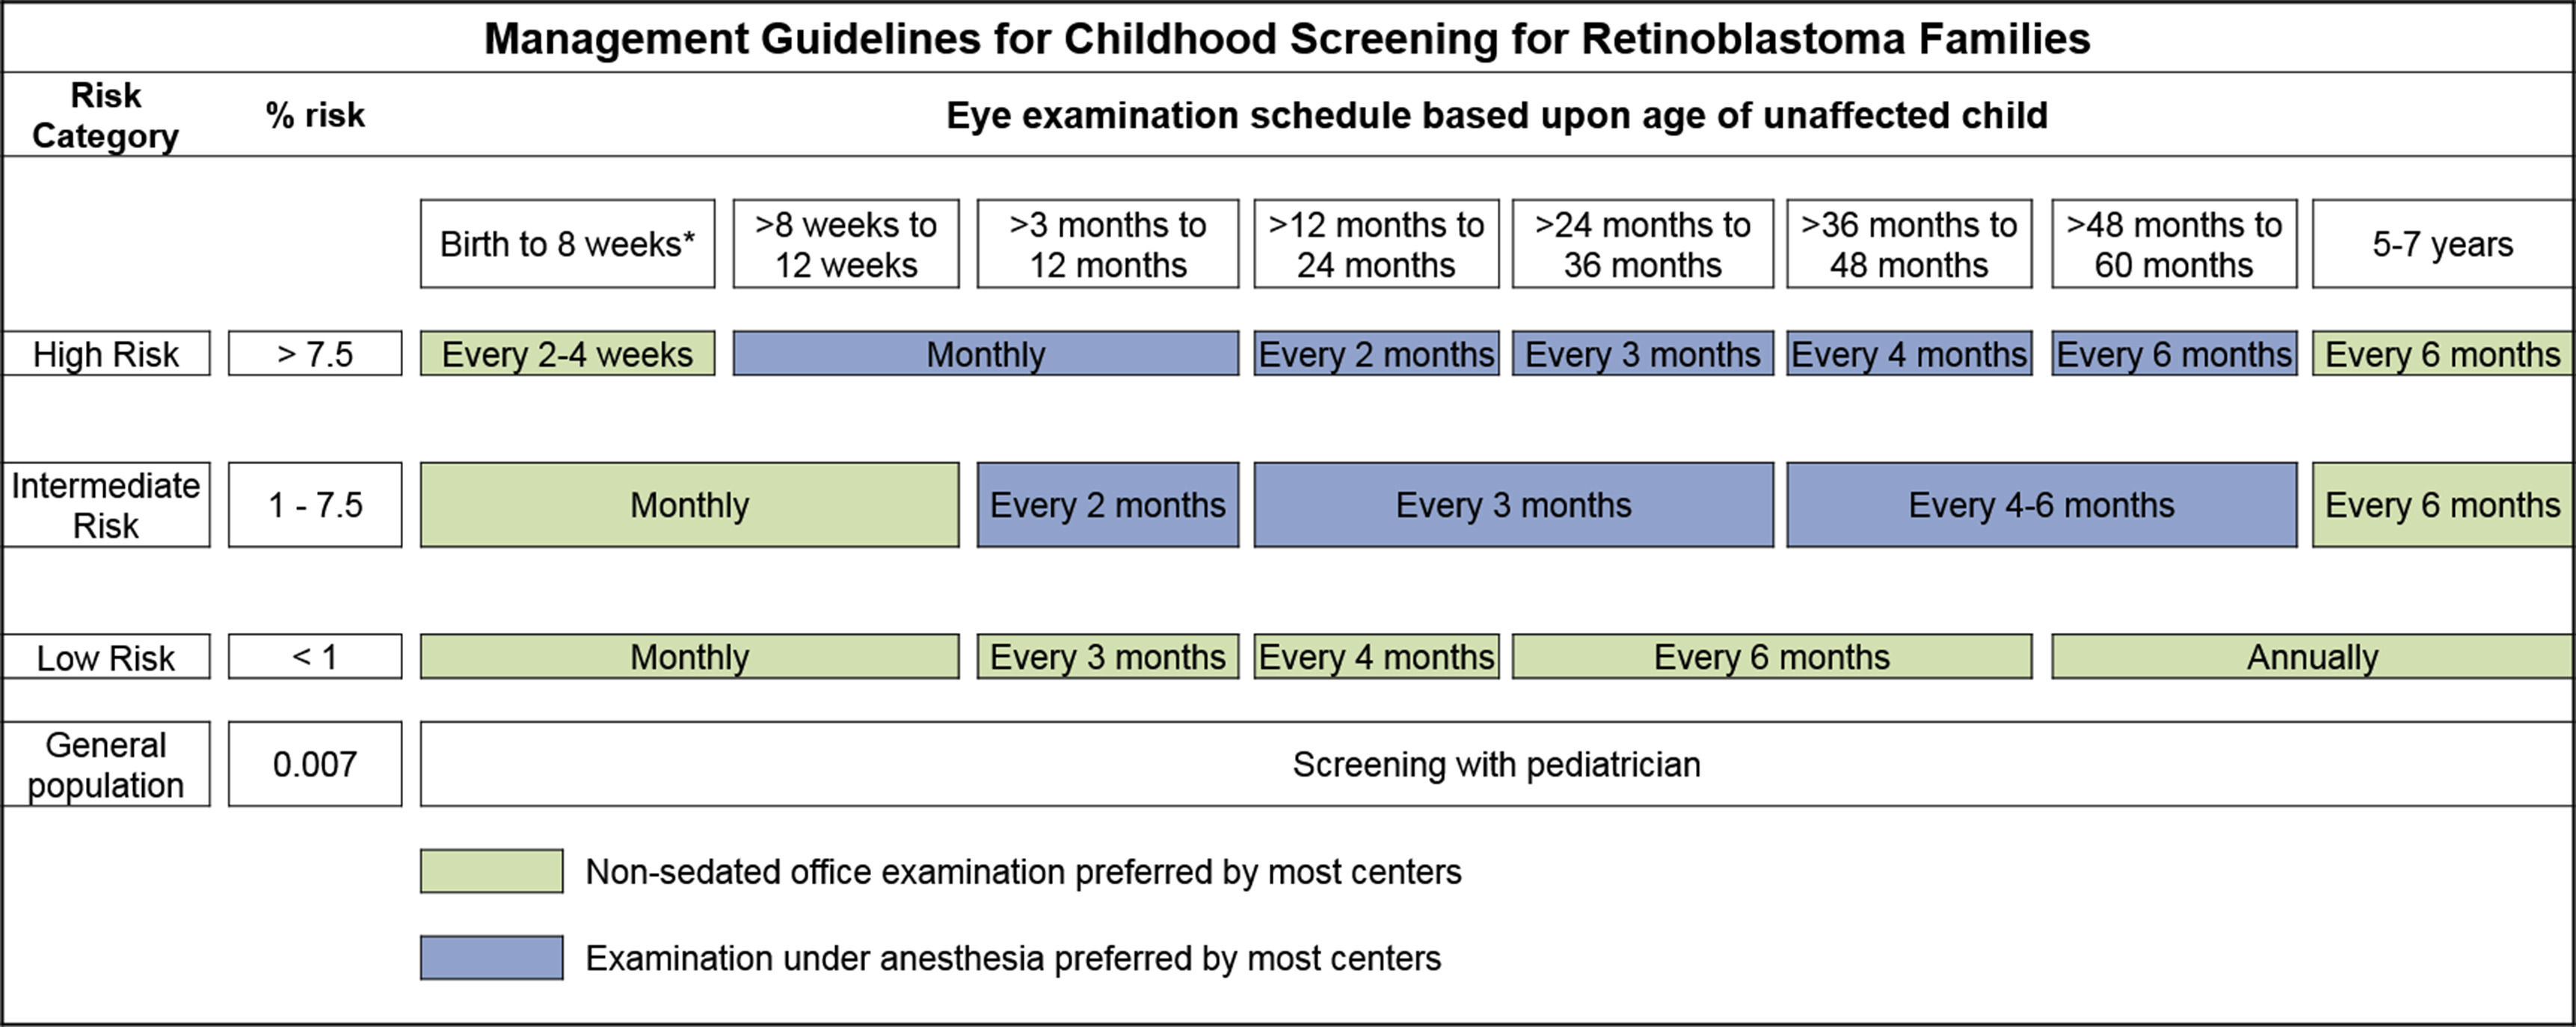 Management Guidelines for Childhood Screening for Retinoblastoma Families
Risk
Category
% risk
Eye examination schedule based upon age of unaffected child
Birth to 8 weeks*
>8 weeks to
12 weeks
>3 months to
12 months
>12 months to
24 months
>24 months to
36 months
>36 months to
48 months
>48 months to
60 months
5-7 years
High Risk
> 7.5
Every 2-4 weeks
Monthly
Every 2 months
Every 3 months
Every 4 months
Every 6 months
Every 6 months
Intermediate
Risk
1 - 7.5
Monthly
Every 2 months
Every 3 months
Every 4-6 months
Every 6 months
Low Risk
< 1
Monthly
Every 3 months
Every 4 months
Every 6 months
Annually
General
population
0.007
Screening with pediatrician
Non-sedated office examination preferred by most centers
Examination under anesthesia preferred by most centers